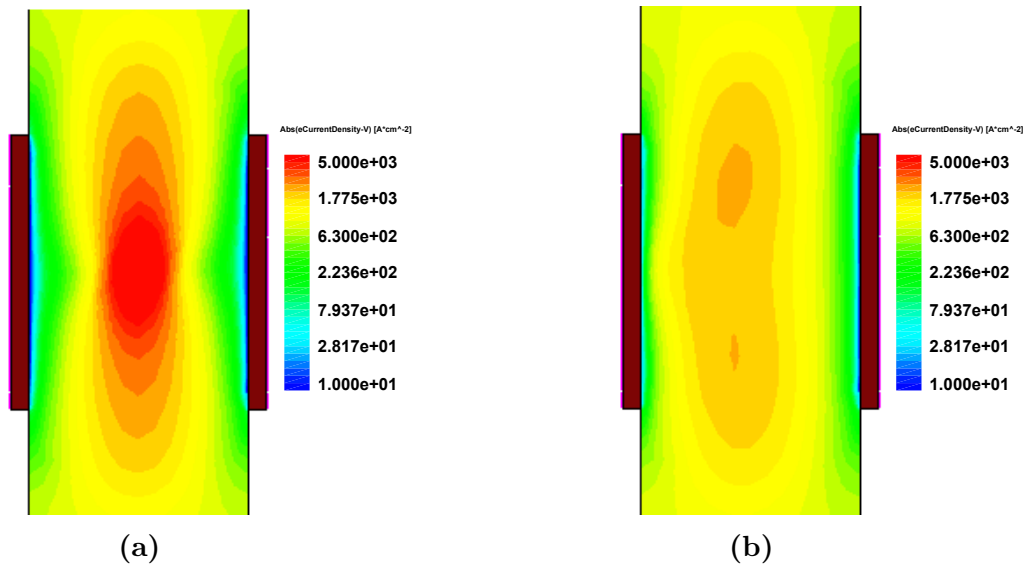 Abs(eCurrentDensity-V) [A*cm^-2]
5.000e+03
1.775e+03
6.300e+02
2.236e+02
7.937e+01
2.817e+01
1.000e+01
(a)
Abs(eCurrentDensity-V) [A*cm^-2]
5.000e+03
1.775e+03
6.300e+02
2.236e+02
7.937e+01
2.817e+01
1.000e+01
(b)